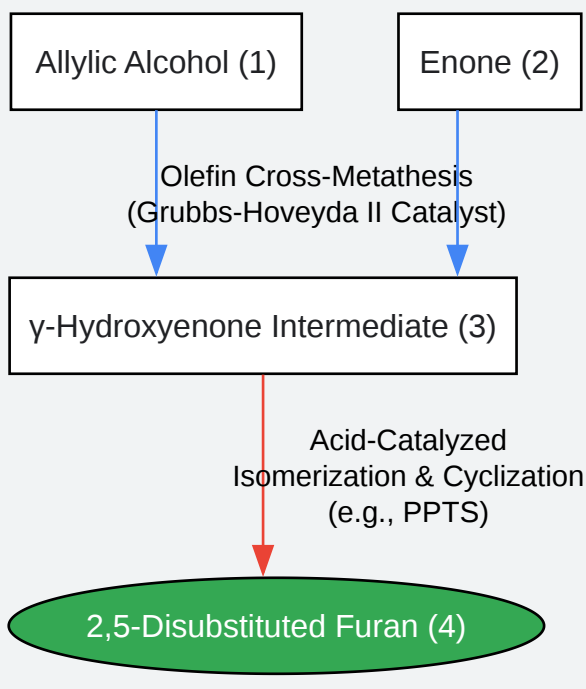 Allylic Alcohol (1)
Enone (2)
Olefin Cross-Metathesis
(Grubbs-Hoveyda II Catalyst)
γ-Hydroxyenone Intermediate (3)
Acid-Catalyzed
Isomerization & Cyclization
(e.g., PPTS)
2,5-Disubstituted Furan (4)